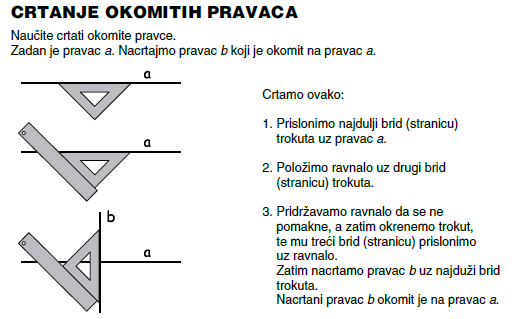 CRTANJE OKOMITIH PRAVACA
Naučite crtati okomite pravce.
Zadan je pravac a. Nacrtajmo pravac b koji je okomit na pravac a.
a
a
b
a
Crtamo ovako:
1. Prislonimo najdulji brid (stranicu)
trokuta uz pravac a.
2. Položimo ravnalo uz drugi brid
(stranicu) trokuta.
3. Pridržavamo ravnalo da se ne
pomakne, a zatim okrenemo trokut,
te mu treći brid (stranicu) prislonimo
uz ravnalo.
Zatim nacrtamo pravac b uz najduži brid
trokuta.
Nacrtani pravac b okomit je na pravac a.